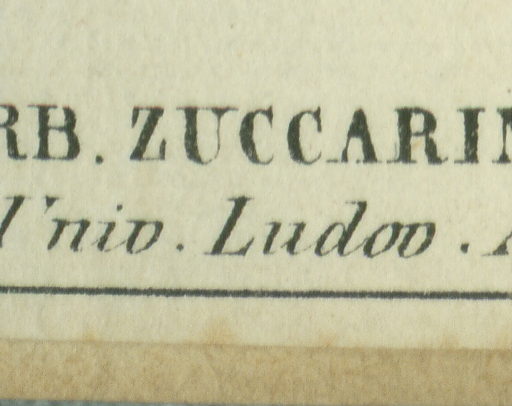 RB. ZUCCARIN
Univ. Ludov. A